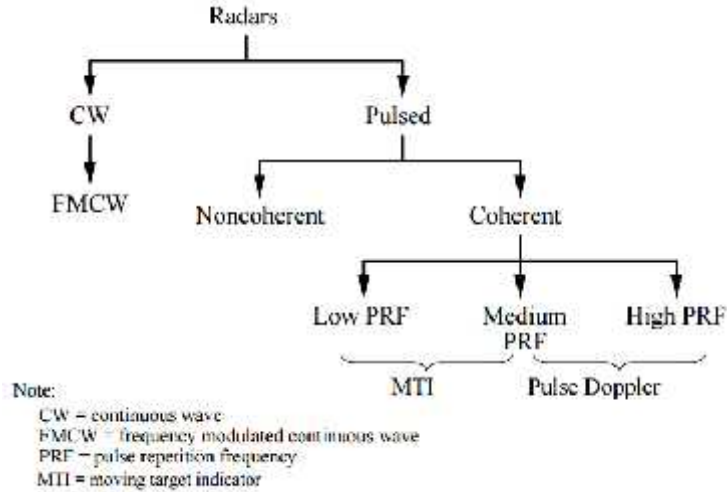 Radars
CW Pulsed
FMCW Noncoherent Coherent
Low PRF Medium PRF High PRF
MTI Pulse Doppler
Note:
CW = continuous wave
FMCW = frequency modulated continuous wave
PRF = pulse reperition frequency
MTI = moving target indicator